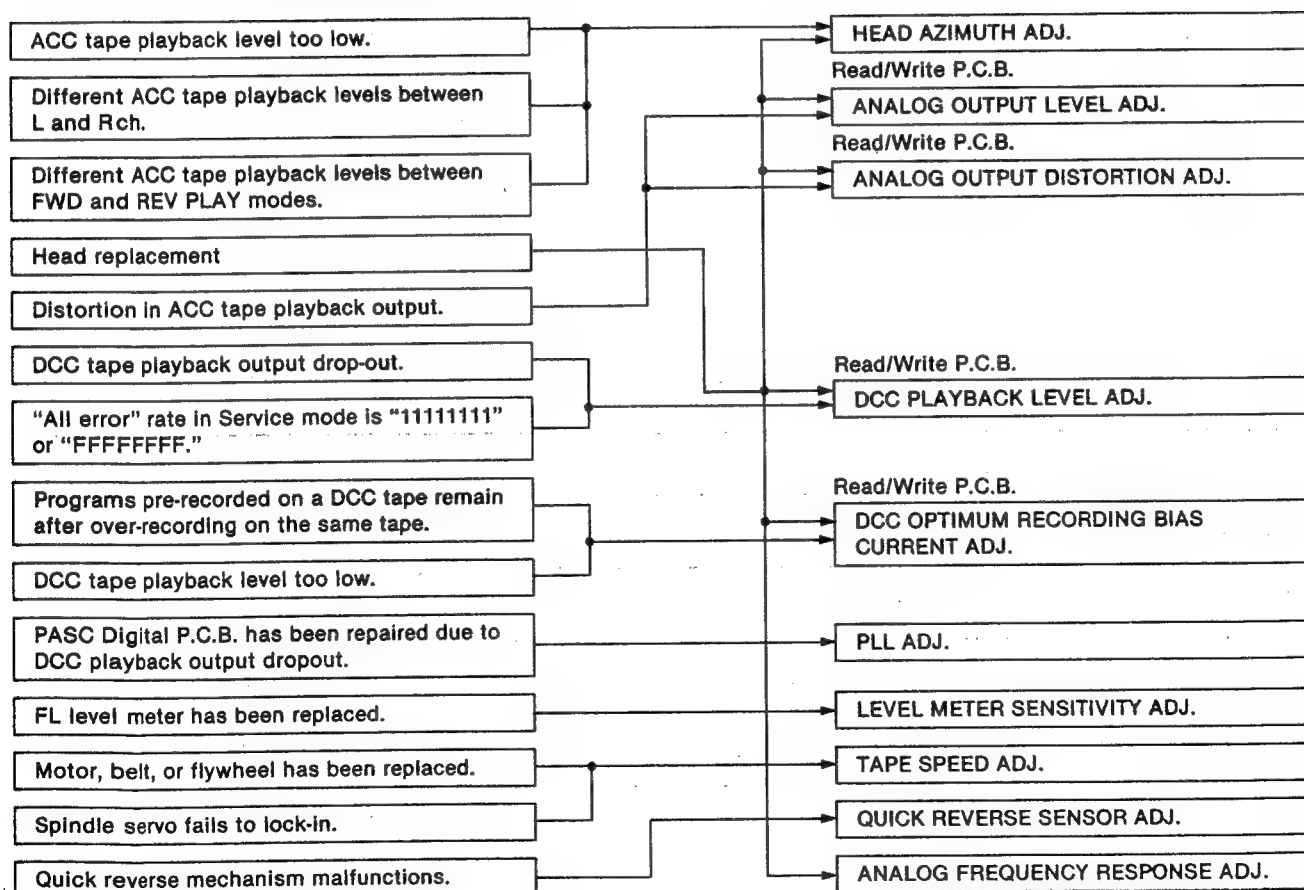 ACC tape playback level too low.
Different ACC tape playback levels between
L and Rch.
Different ACC tape playback levels between
FWD and REV PLAY modes.
Head replacement
Distortion in ACC tape playback output.
DCC tape playback output drop-out.
"All error" rate in Service mode is "11111111"
or "FFFFFFFF."
Programs pre-recorded on a DCC tape remain
after over-recording on the same tape.
DCC tape playback level too low.
PASC Digital P.C.B. has been repaired due to
DCC playback output dropout.
FL level meter has been replaced.
Motor, belt, or flywheel has been replaced.
Spindle servo fails to lock-in.
Quick reverse mechanism malfunctions.
HEAD AZIMUTH ADJ.
Read/Write P.C.B.
ANALOG OUTPUT LEVEL ADJ.
Read/Write P.C.B.
ANALOG OUTPUT DISTORTION ADJ.
Read/Write P.C.B.
DCC PLAYBACK LEVEL ADJ.
Read/Write P.C.B.
DCC OPTIMUM RECORDING BIAS
CURRENT ADJ.
PLL ADJ.
LEVEL METER SENSITIVITY ADJ.
TAPE SPEED ADJ.
QUICK REVERSE SENSOR ADJ.
ANALOG FREQUENCY RESPONSE ADJ.